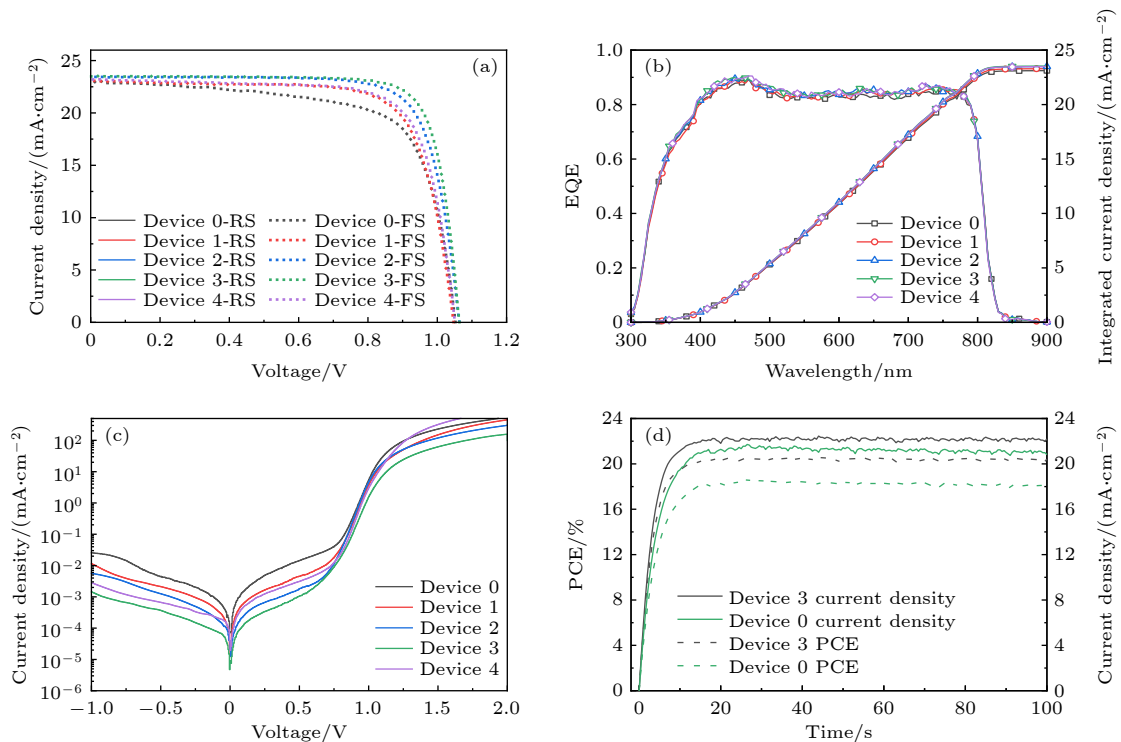 (a)
Current density/(mA·cm−2)
25
20
15
10
5
0
Device 0-RS
Device 1-RS
Device 2-RS
Device 3-RS
Device 4-RS
Device 0-FS
Device 1-FS
Device 2-FS
Device 3-FS
Device 4-FS
0 0.2 0.4 0.6 0.8 1.0 1.2
Voltage/V
(b)
EQE
1.0
0.8
0.6
0.4
0.2
0
Device 0
Device 1
Device 2
Device 3
Device 4
25
20
15
10
5
0
Integrated current density/(mA·cm−2)
300 400 500 600 700 800 900
Wavelength/nm
(c)
Current density/(mA·cm−2)
10²
10¹
10⁰
10−1
10−2
10−3
10−4
10−5
10−6
Device 0
Device 1
Device 2
Device 3
Device 4
−1.0 −0.5 0 0.5 1.0 1.5 2.0
Voltage/V
(d)
PCE/%
24
20
16
12
8
4
0
Device 3 current density
Device 0 current density
Device 3 PCE
Device 0 PCE
24
22
20
18
16
14
12
10
8
6
4
2
0
Current density/(mA·cm−2)
0 20 40 60 80 100
Time/s